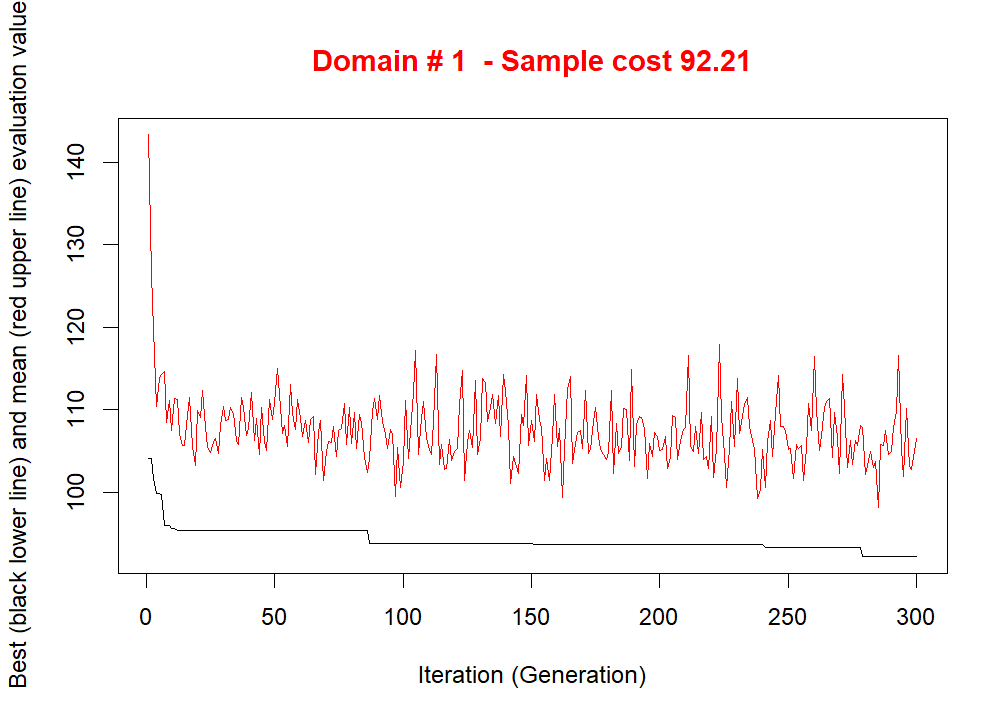 Domain # 1  - Sample cost 92.21
Best (black lower line) and mean (red upper line) evaluation value
140
130
120
110
100
0 50 100 150 200 250 300
Iteration (Generation)